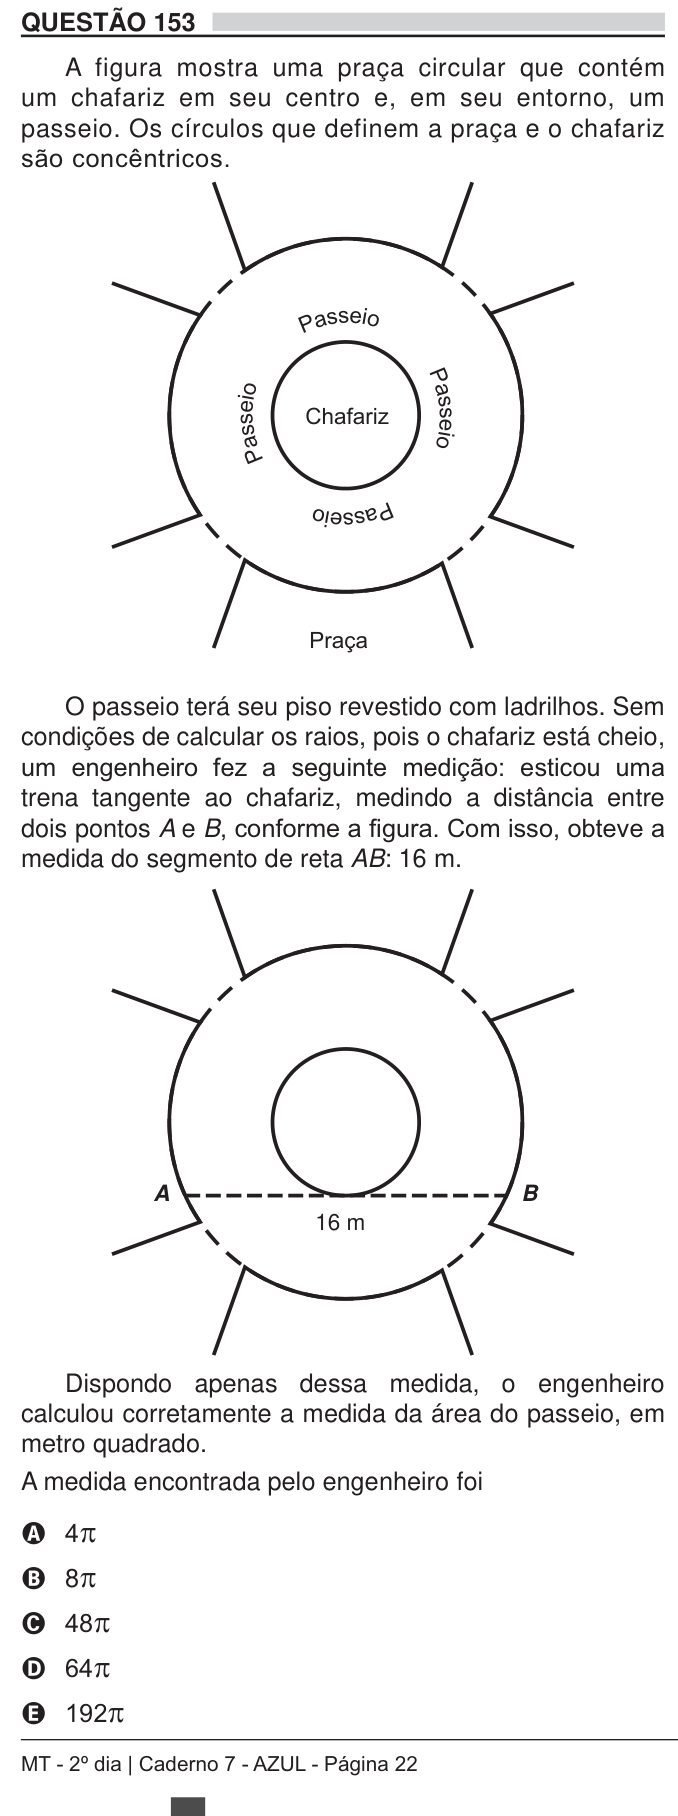 QUESTÃO 153
A figura mostra uma praça circular que contém
um chafariz em seu centro e, em seu entorno, um
passeio. Os círculos que definem a praça e o chafariz
são concêntricos.
Passeio
Passeio
Chafariz
Passeio
Passeio
Praça
O passeio terá seu piso revestido com ladrilhos. Sem
condições de calcular os raios, pois o chafariz está cheio,
um engenheiro fez a seguinte medição: esticou uma
trena tangente ao chafariz, medindo a distância entre
dois pontos A e B, conforme a figura. Com isso, obteve a
medida do segmento de reta AB: 16 m.
A B
16 m
Dispondo apenas dessa medida, o engenheiro
calculou corretamente a medida da área do passeio, em
metro quadrado.
A medida encontrada pelo engenheiro foi
A 4π
B 8π
C 48π
D 64π
E 192π
MT - 2º dia | Caderno 7 - AZUL - Página 22